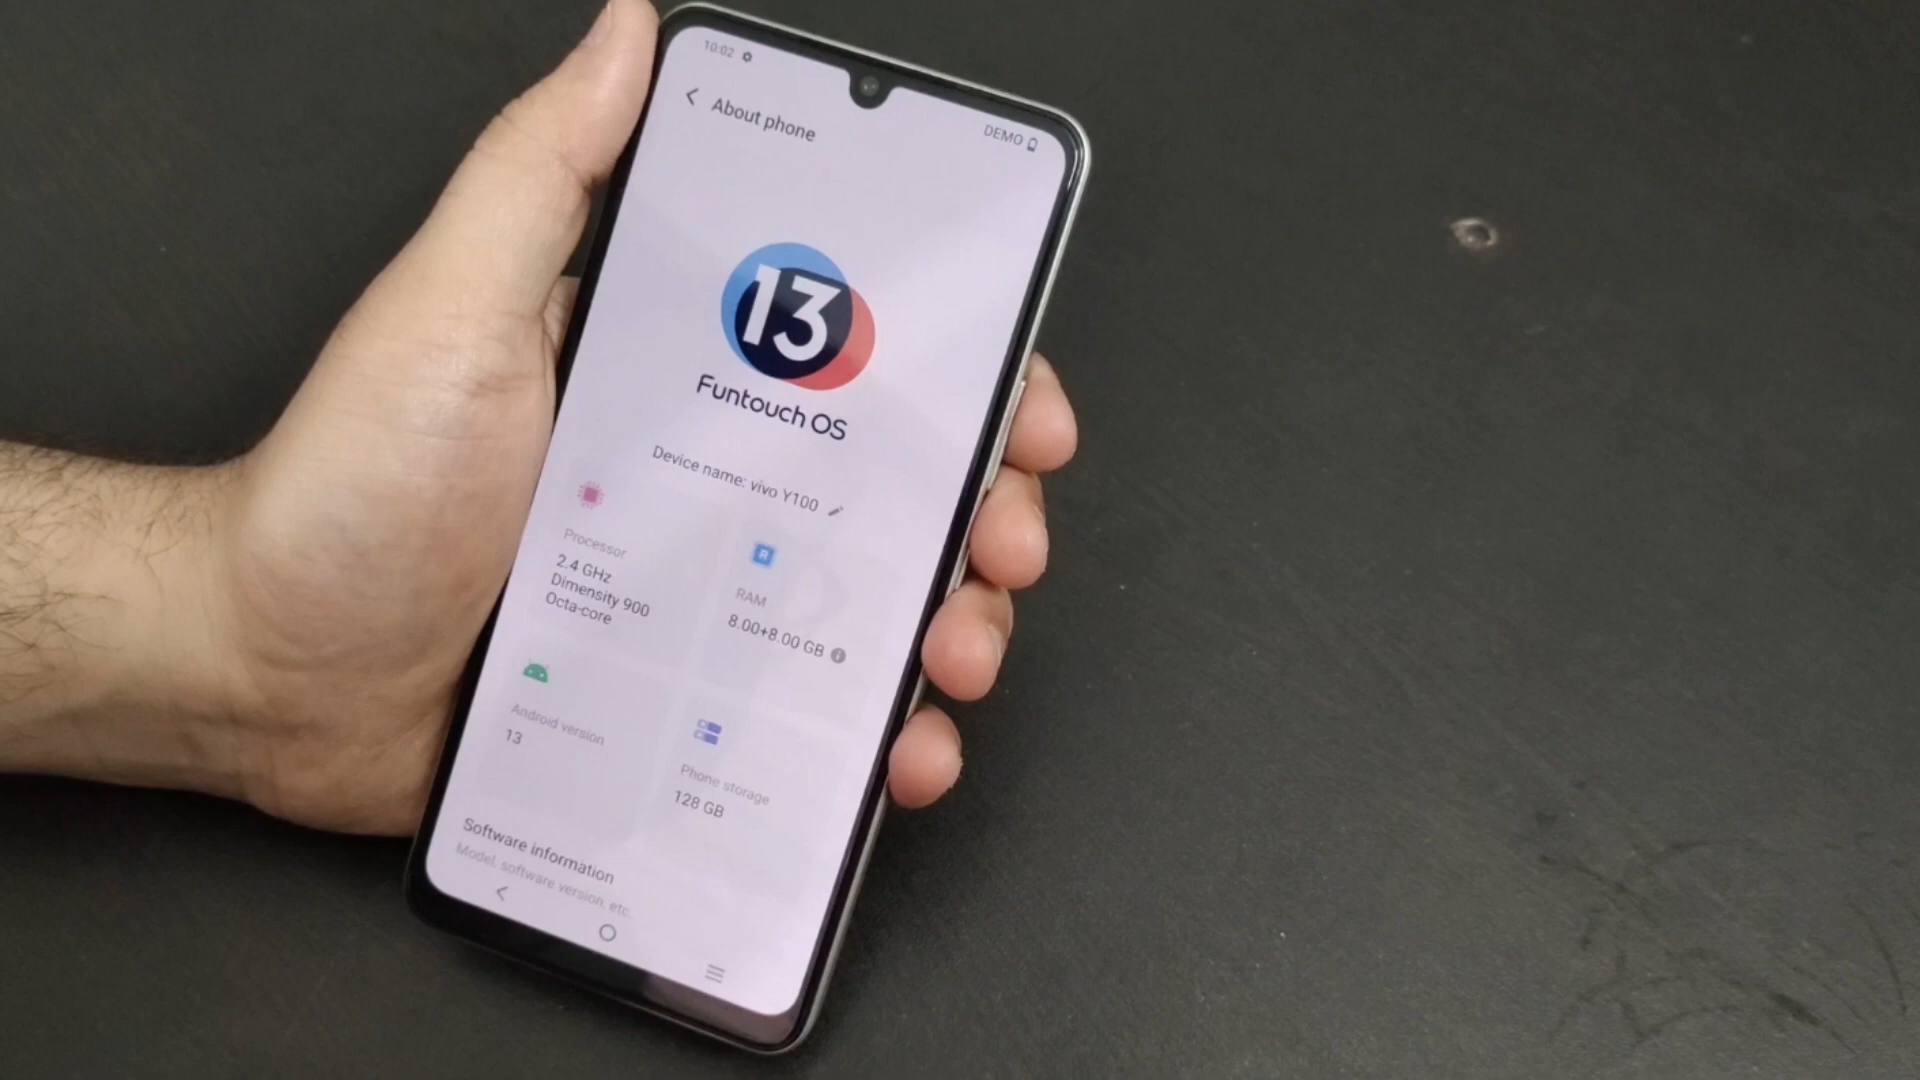 10:02
DEMO
About phone
13
Funtouch OS
Device name: vivo Y100
Processor
2.4 GHz
Dimensity 900
Octa-core
R
RAM
8.00+8.00 GB
Android version
13
Phone storage
128 GB
Software information
Model, software version, etc.